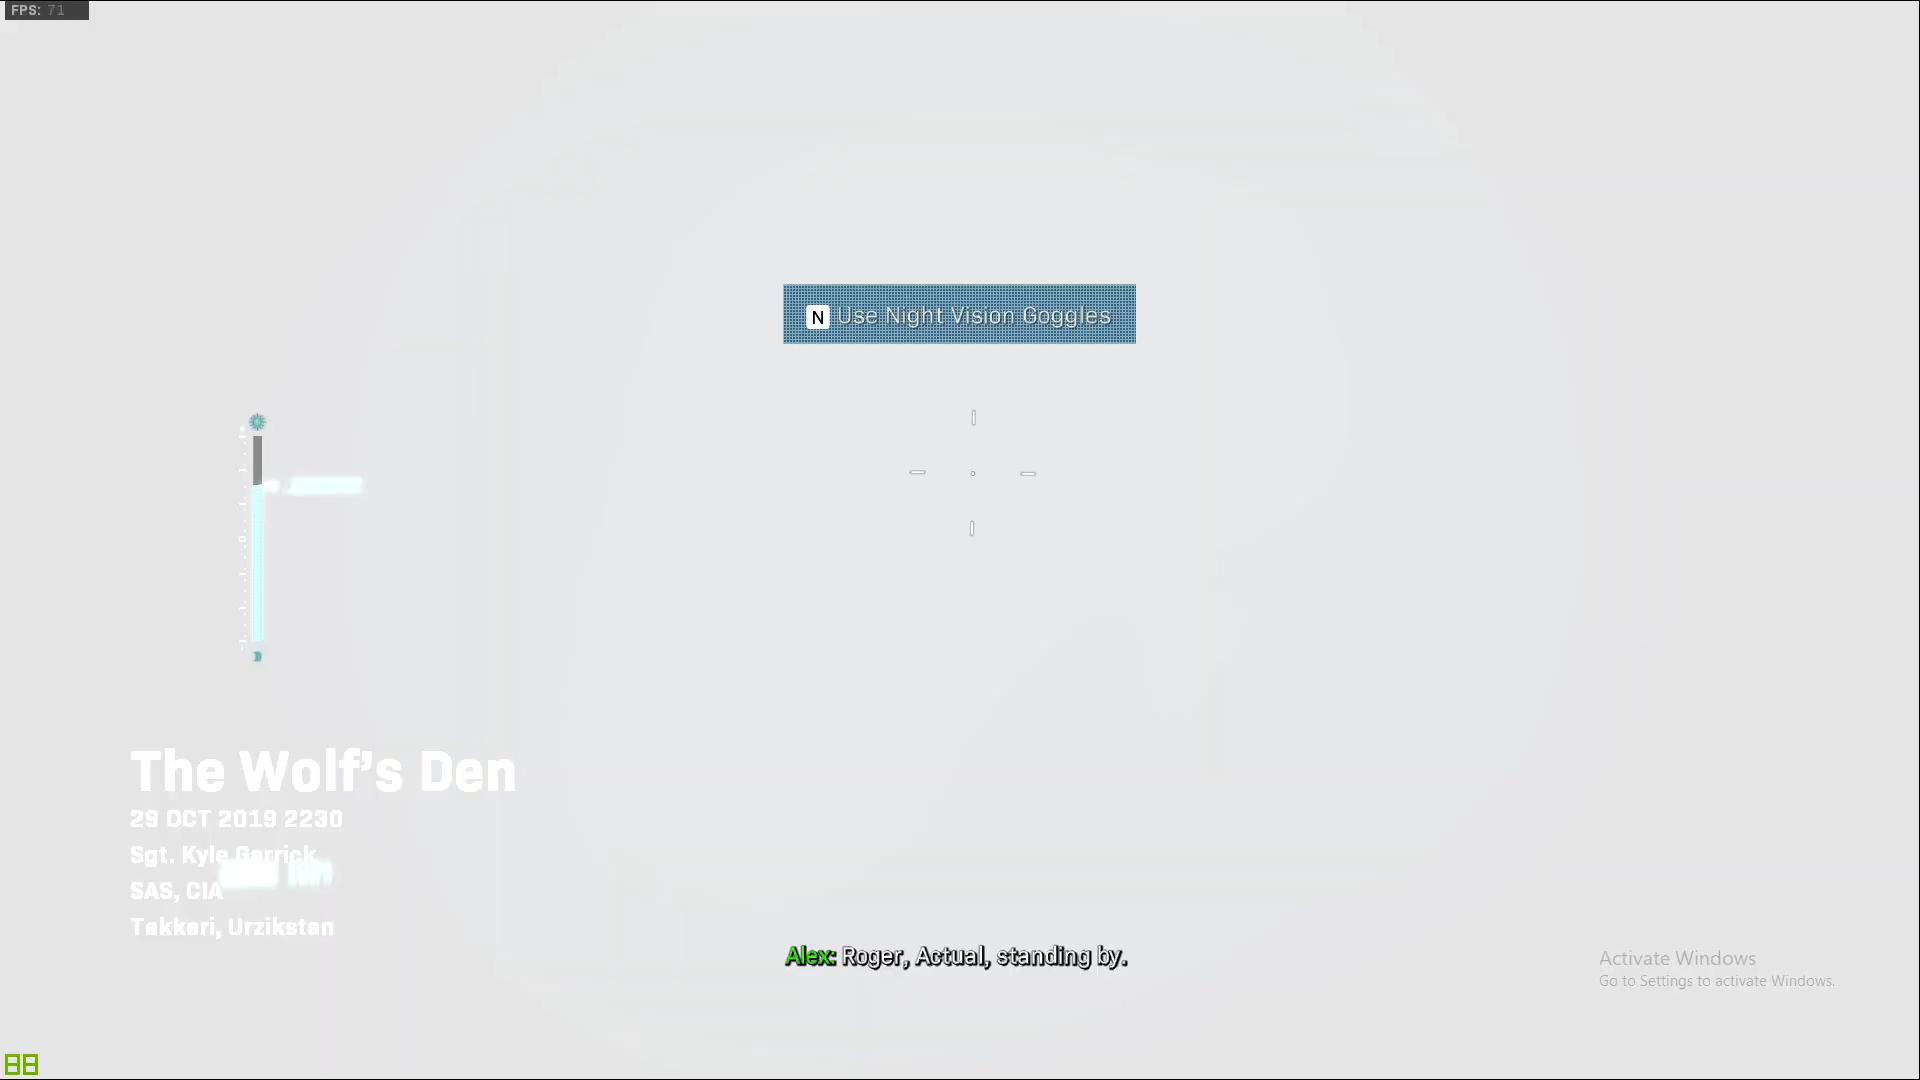 FPS: 71
N Use Night Vision Goggles
The Wolf's Den
29 OCT 2019 2230
Sgt. Kyle Garrick
SAS, CIA
Takkari, Urzikstan
Alex: Roger, Actual, standing by.
Activate Windows
Go to Settings to activate Windows.
88